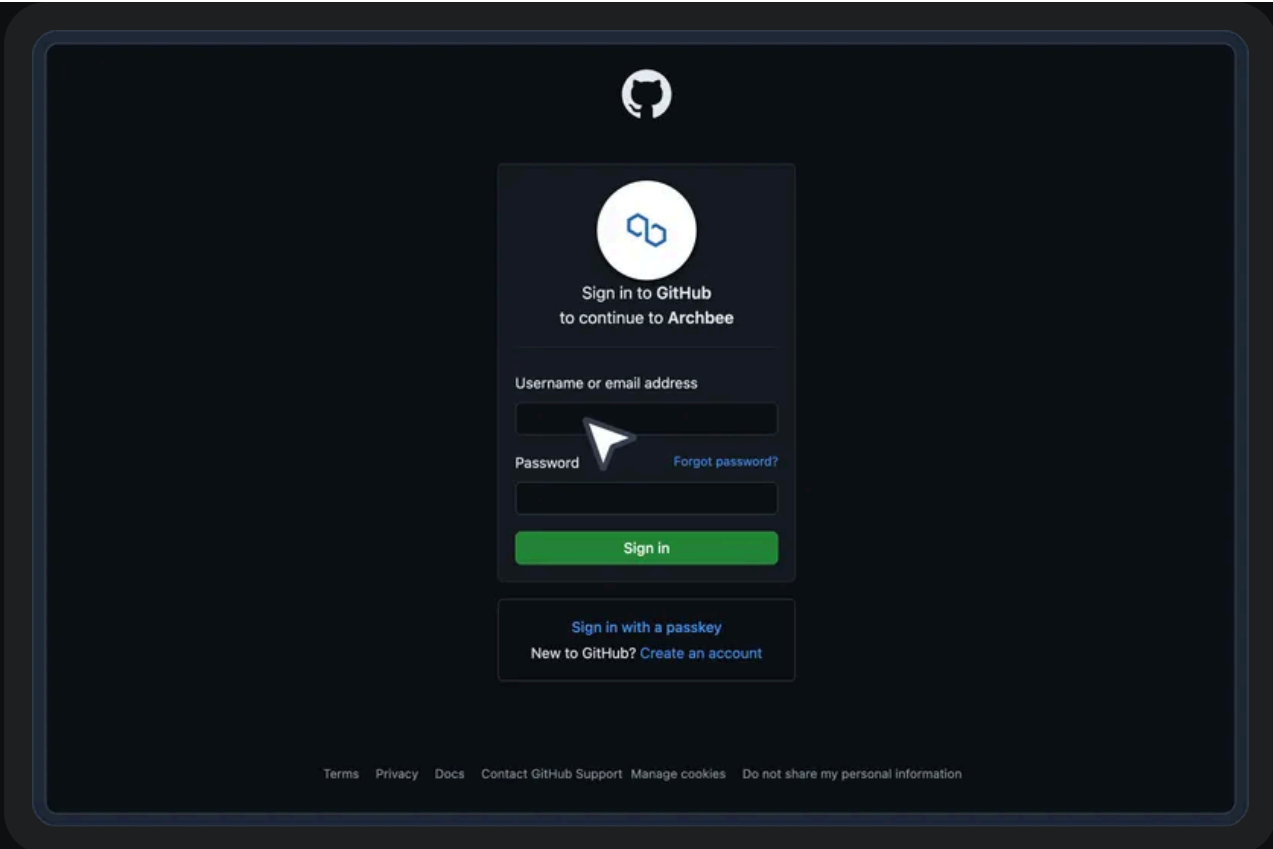 Sign in to GitHub
to continue to Archbee
Username or email address
Password
Forgot password?
Sign in
Sign in with a passkey
New to GitHub? Create an account
Terms Privacy Docs Contact GitHub Support Manage cookies Do not share my personal information